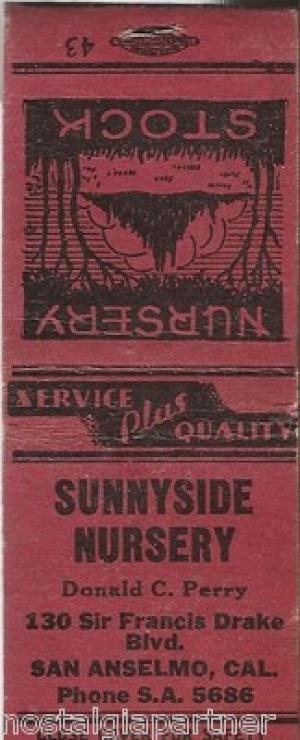 43
STOCK
NURSERY
SERVICE
plus
QUALITY
SUNNYSIDE
NURSERY
Donald C. Perry
130 Sir Francis Drake
Blvd.
SAN ANSELMO, CAL.
Phone S.A. 5686
nostalgiapartner